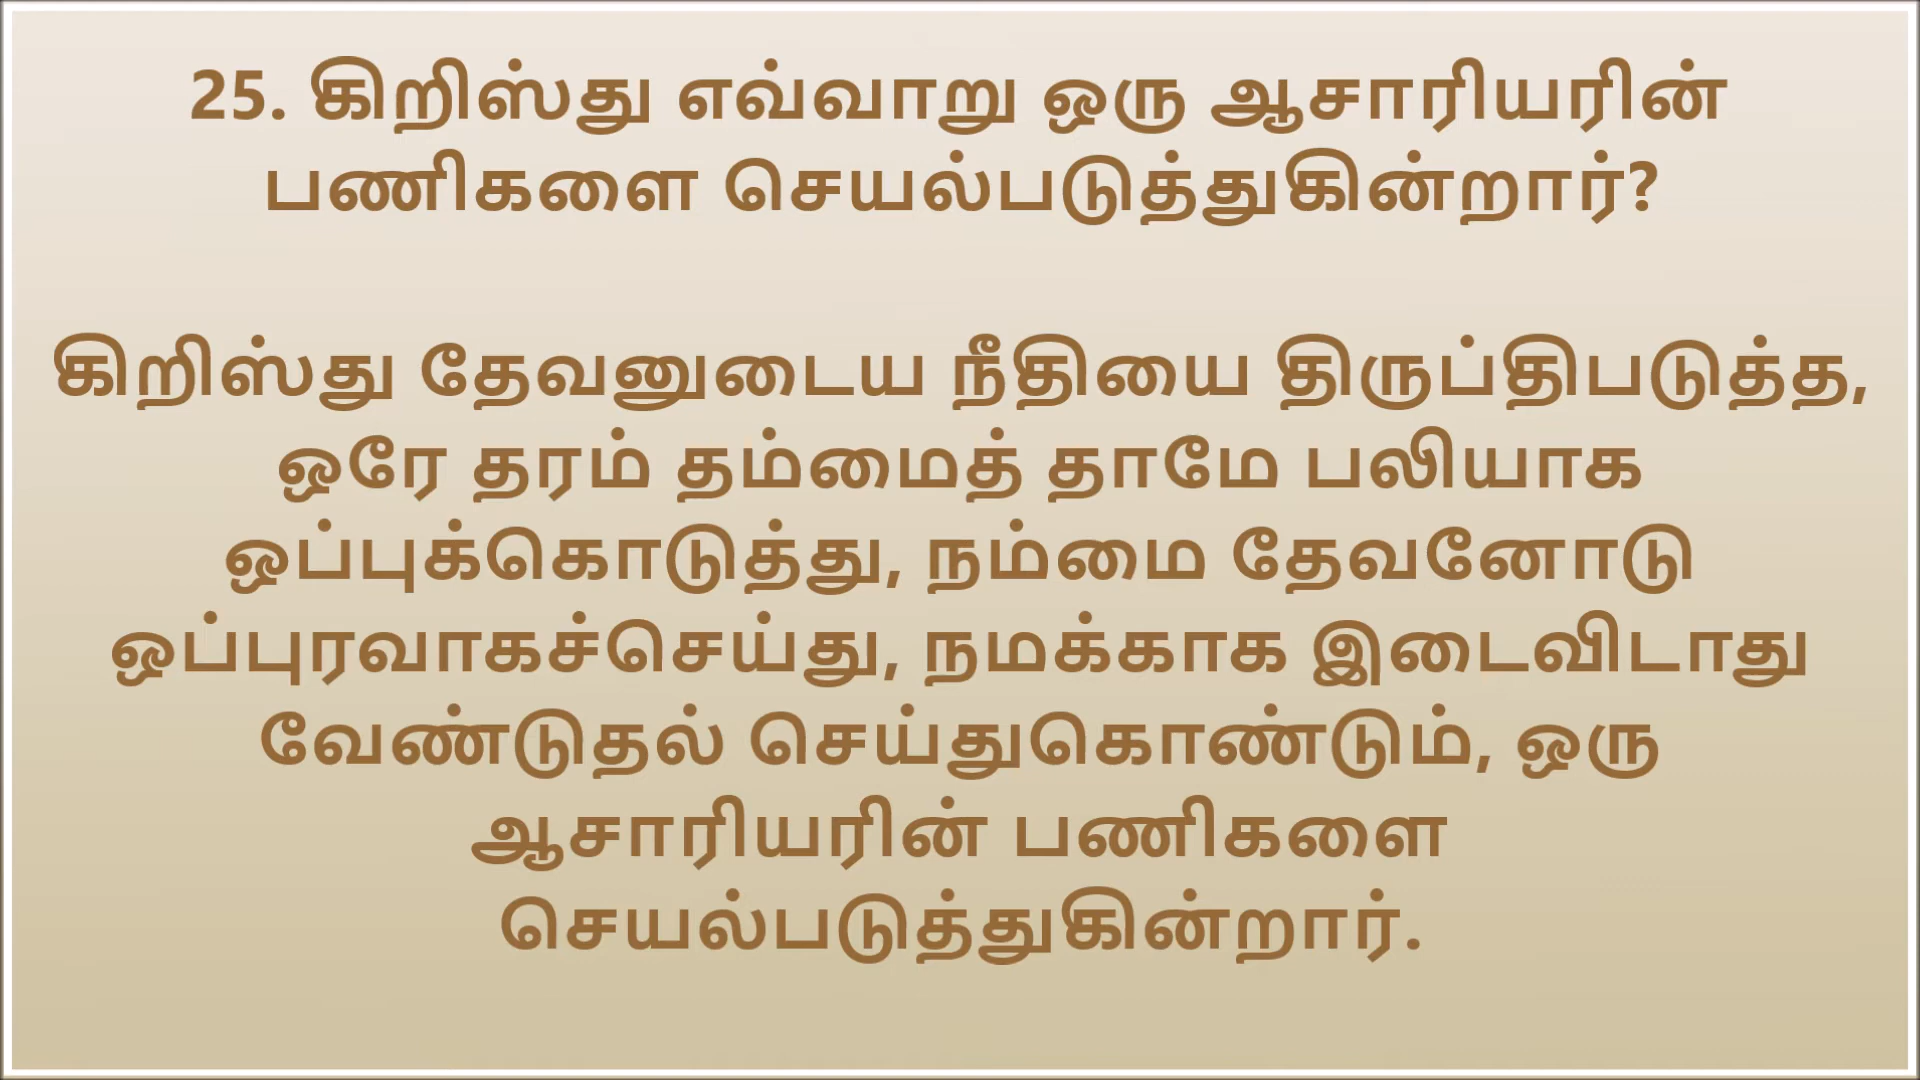 25. கிறிஸ்து எவ்வாறு ஒரு ஆசாரியரின்
பணிகளை செயல்படுத்துகின்றார்?
கிறிஸ்து தேவனுடைய நீதியை திருப்திபடுத்த,
ஒரே தரம் தம்மைத் தாமே பலியாக
ஒப்புக்கொடுத்து, நம்மை தேவனோடு
ஒப்புரவாகச்செய்து, நமக்காக இடைவிடாது
வேண்டுதல் செய்துகொண்டும், ஒரு
ஆசாரியரின் பணிகளை
செயல்படுத்துகின்றார்.